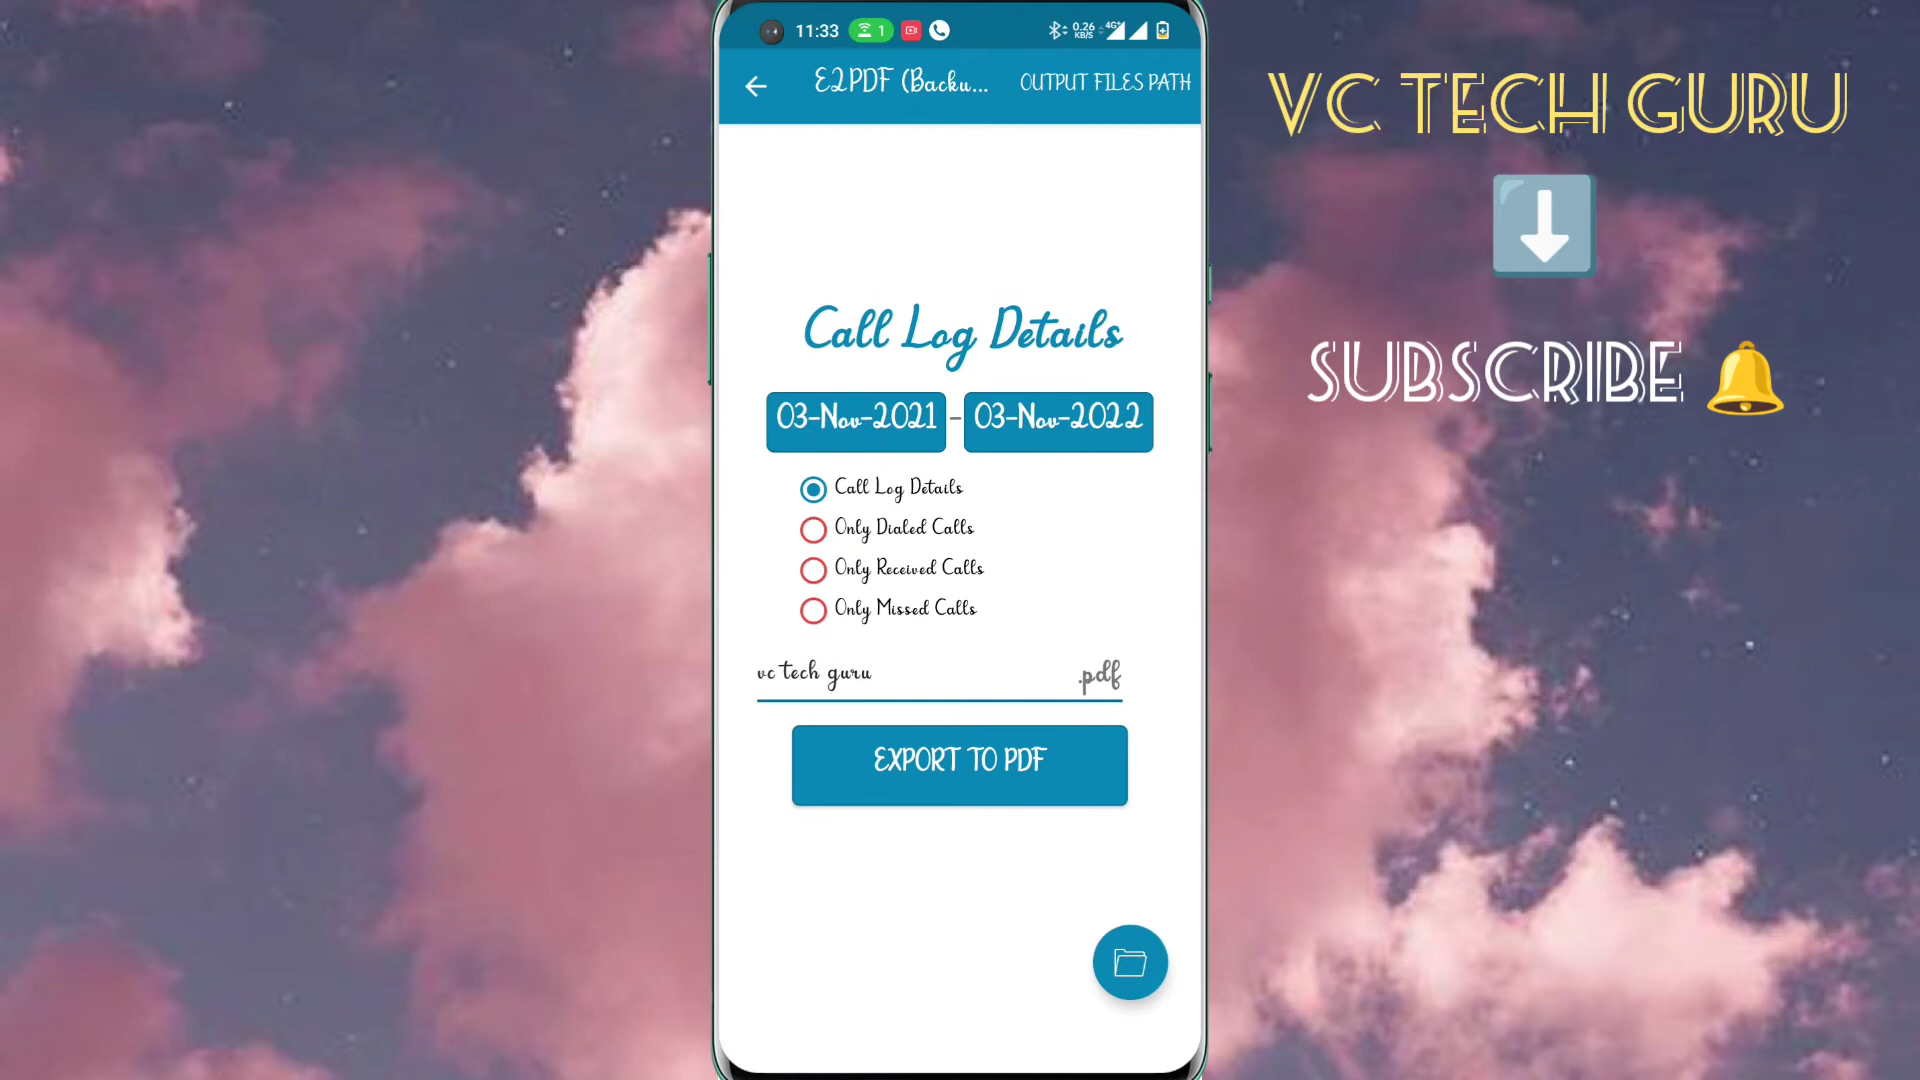 11:33 1 0.26 KB/S 4G+
E2PDF (Backu... OUTPUT FILES PATH
Call Log Details
03-Nov-2021 - 03-Nov-2022
Call Log Details
Only Dialed Calls
Only Received Calls
Only Missed Calls
vc tech guru .pdf
EXPORT TO PDF
VC TECH GURU
SUBSCRIBE